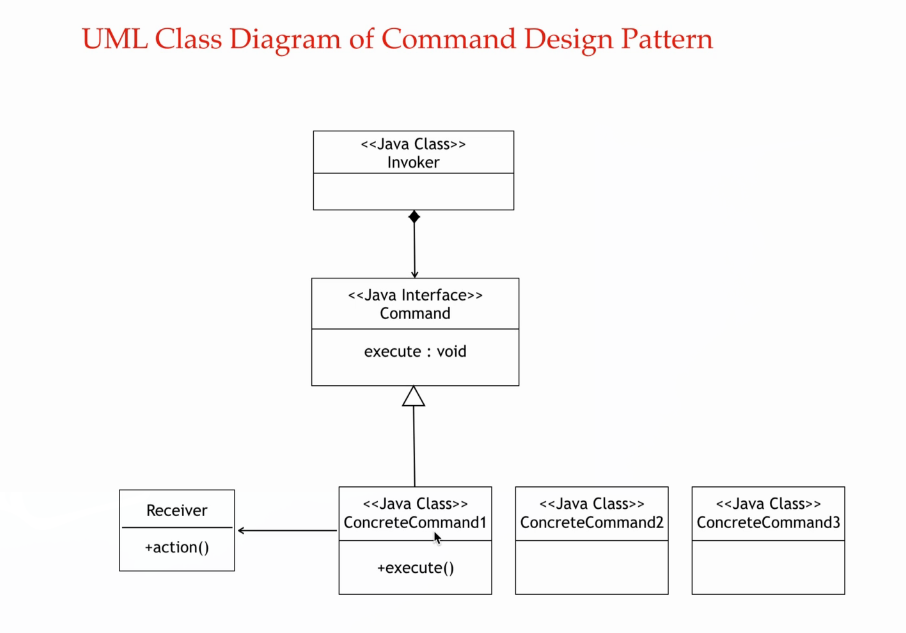 UML Class Diagram of Command Design Pattern
<<Java Class>>
Invoker
<<Java Interface>>
Command
execute : void
Receiver
+action()
<<Java Class>>
ConcreteCommand1
+execute()
<<Java Class>>
ConcreteCommand2
<<Java Class>>
ConcreteCommand3